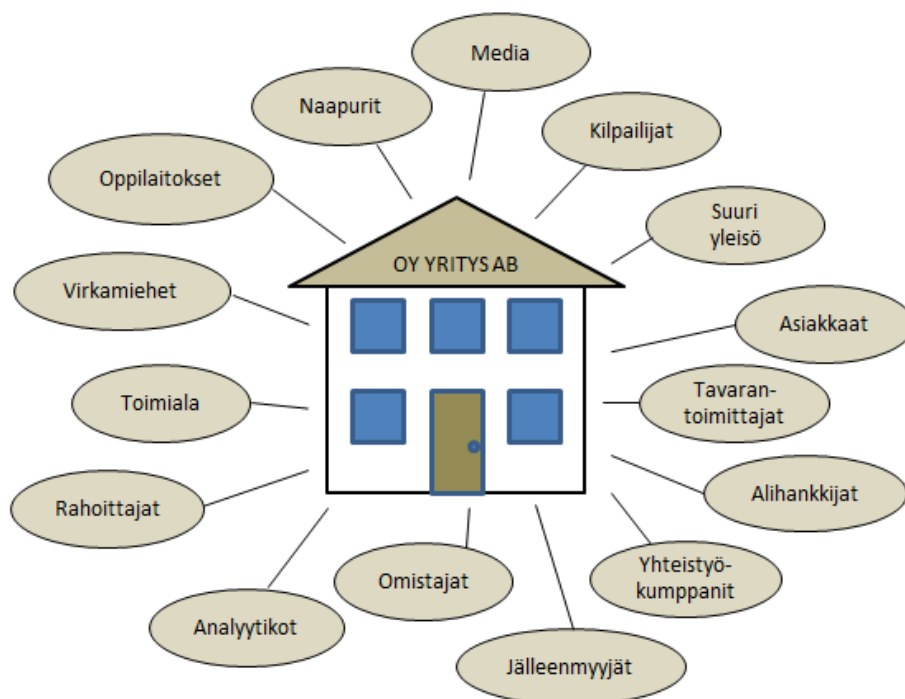 Media
Naapurit
Kilpailijat
Oppilaitokset
Suuri
yleisö
OY YRITYS AB
Virkamiehet
Asiakkaat
Toimiala
Tavaran-
toimittajat
Rahoittajat
Alihankkijat
Omistajat
Yhteistyö-
kumppanit
Analyytikot
Jälleenmyyjät